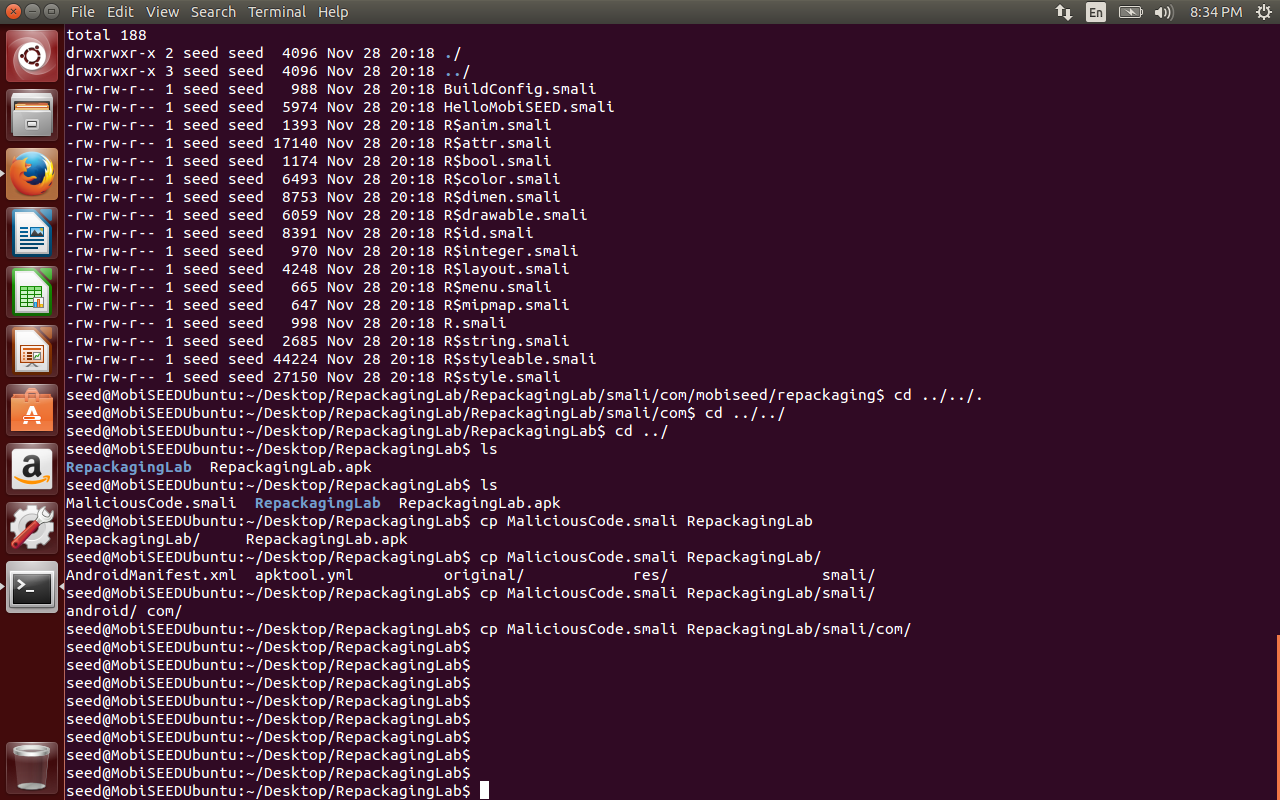 File Edit View Search Terminal Help
En
8:34 PM
total 188
drwxrwxr-x 2 seed seed  4096 Nov 28 20:18 ./
drwxrwxr-x 3 seed seed  4096 Nov 28 20:18 ../
-rw-rw-r-- 1 seed seed   988 Nov 28 20:18 BuildConfig.smali
-rw-rw-r-- 1 seed seed  5974 Nov 28 20:18 HelloMobiSEED.smali
-rw-rw-r-- 1 seed seed  1393 Nov 28 20:18 R$anim.smali
-rw-rw-r-- 1 seed seed 17140 Nov 28 20:18 R$attr.smali
-rw-rw-r-- 1 seed seed  1174 Nov 28 20:18 R$bool.smali
-rw-rw-r-- 1 seed seed  6493 Nov 28 20:18 R$color.smali
-rw-rw-r-- 1 seed seed  8753 Nov 28 20:18 R$dimen.smali
-rw-rw-r-- 1 seed seed  6059 Nov 28 20:18 R$drawable.smali
-rw-rw-r-- 1 seed seed  8391 Nov 28 20:18 R$id.smali
-rw-rw-r-- 1 seed seed   970 Nov 28 20:18 R$integer.smali
-rw-rw-r-- 1 seed seed  4248 Nov 28 20:18 R$layout.smali
-rw-rw-r-- 1 seed seed   665 Nov 28 20:18 R$menu.smali
-rw-rw-r-- 1 seed seed   647 Nov 28 20:18 R$mipmap.smali
-rw-rw-r-- 1 seed seed   998 Nov 28 20:18 R.smali
-rw-rw-r-- 1 seed seed  2685 Nov 28 20:18 R$string.smali
-rw-rw-r-- 1 seed seed 44224 Nov 28 20:18 R$styleable.smali
-rw-rw-r-- 1 seed seed 27150 Nov 28 20:18 R$style.smali
seed@MobiSEEDUbuntu:~/Desktop/RepackagingLab/RepackagingLab/smali/com/mobiseed/repackaging$ cd ../../.
seed@MobiSEEDUbuntu:~/Desktop/RepackagingLab/RepackagingLab/smali/com$ cd ../../
seed@MobiSEEDUbuntu:~/Desktop/RepackagingLab/RepackagingLab$ cd ../
seed@MobiSEEDUbuntu:~/Desktop/RepackagingLab$ ls
RepackagingLab  RepackagingLab.apk
seed@MobiSEEDUbuntu:~/Desktop/RepackagingLab$ ls
MaliciousCode.smali  RepackagingLab  RepackagingLab.apk
seed@MobiSEEDUbuntu:~/Desktop/RepackagingLab$ cp MaliciousCode.smali RepackagingLab
RepackagingLab/     RepackagingLab.apk
seed@MobiSEEDUbuntu:~/Desktop/RepackagingLab$ cp MaliciousCode.smali RepackagingLab/
AndroidManifest.xml  apktool.yml          original/            res/                 smali/
seed@MobiSEEDUbuntu:~/Desktop/RepackagingLab$ cp MaliciousCode.smali RepackagingLab/smali/
android/ com/
seed@MobiSEEDUbuntu:~/Desktop/RepackagingLab$ cp MaliciousCode.smali RepackagingLab/smali/com/
seed@MobiSEEDUbuntu:~/Desktop/RepackagingLab$
seed@MobiSEEDUbuntu:~/Desktop/RepackagingLab$
seed@MobiSEEDUbuntu:~/Desktop/RepackagingLab$
seed@MobiSEEDUbuntu:~/Desktop/RepackagingLab$
seed@MobiSEEDUbuntu:~/Desktop/RepackagingLab$
seed@MobiSEEDUbuntu:~/Desktop/RepackagingLab$
seed@MobiSEEDUbuntu:~/Desktop/RepackagingLab$
seed@MobiSEEDUbuntu:~/Desktop/RepackagingLab$
seed@MobiSEEDUbuntu:~/Desktop/RepackagingLab$